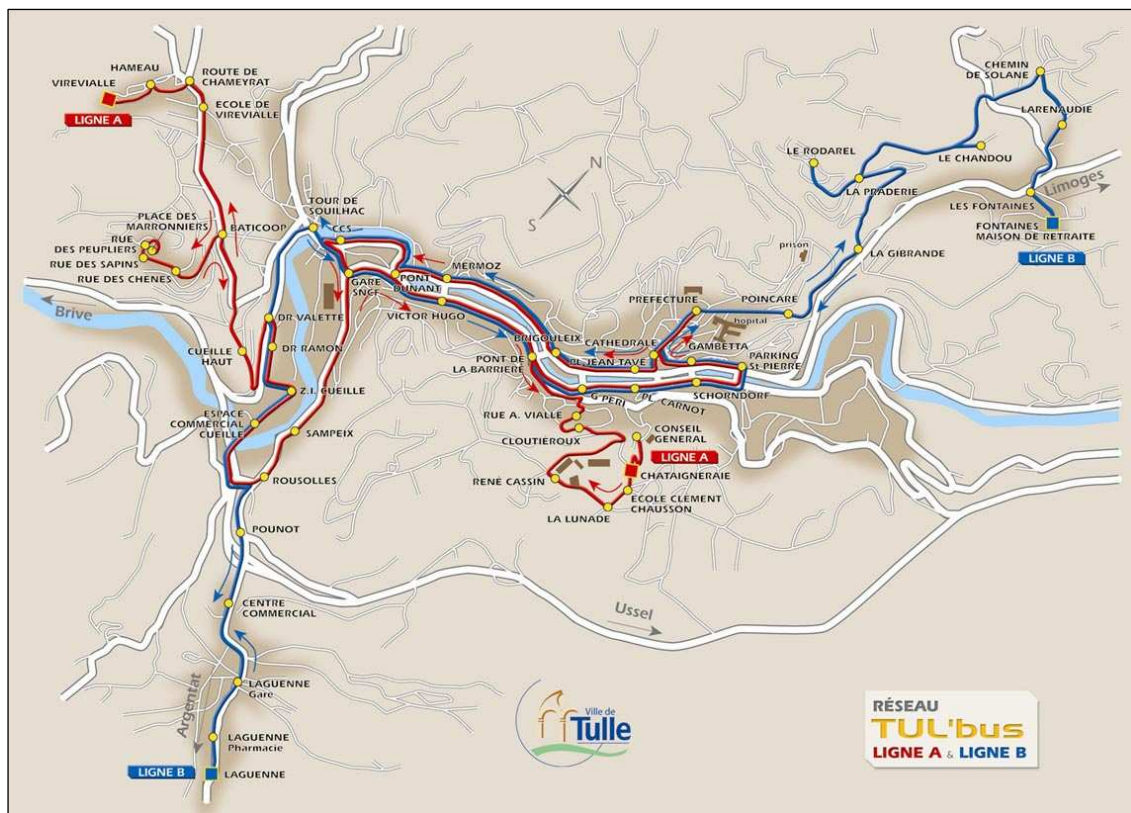 HAMEAU
VIREVIALLE
ROUTE DE
CHAMEYRAT
LIGNE A
ECOLE DE
VIREVIALLE
PLACE DES
MARRONNIERS
BATICOOP
RUE
DES PEUPLIERS
RUE DES SAPINS
RUE DES CHENES
Brive
CUEILLE
HAUT
TOUR DE
SOUILHAC
CCS
GARE
SNCF
PONT
DUNANT
MERMOZ
VICTOR HUGO
DR VALETTE
DR RAMON
Z.I. CUEILLE
ESPACE
COMMERCIAL
CUEILLE
SAMPEIX
ROUSOLLES
POUNOT
CENTRE
COMMERCIAL
Argentat
LAGUENNE
Gare
LAGUENNE
Pharmacie
LIGNE B
LAGUENNE
N
S
BRIGOULEIX
PONT DE
LA BARRIERE
CATHEDRALE
PL. JEAN TAVÉ
PREFECTURE
POINCARE
prison
hopital
GAMBETTA
PARKING
St PIERRE
G. PERI
PL. CARNOT
SCHORNDORF
RUE A. VIALLE
CLOUTIEROUX
CONSEIL
GENERAL
LIGNE A
CHATAIGNERAIE
RENÉ CASSIN
ECOLE CLEMENT
CHAUSSON
LA LUNADE
Ussel
CHEMIN
DE SOLANE
LARENAUDIE
LE RODAREL
LE CHANDOU
LA PRADERIE
LES FONTAINES
Limoges
FONTAINES
MAISON DE RETRAITE
LIGNE B
LA GIBRANDE
Ville de
Tulle
RÉSEAU
TUL'bus
LIGNE A & LIGNE B